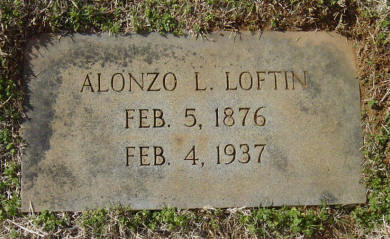 ALONZO L. LOFTIN
FEB. 5, 1876
FEB. 4, 1937